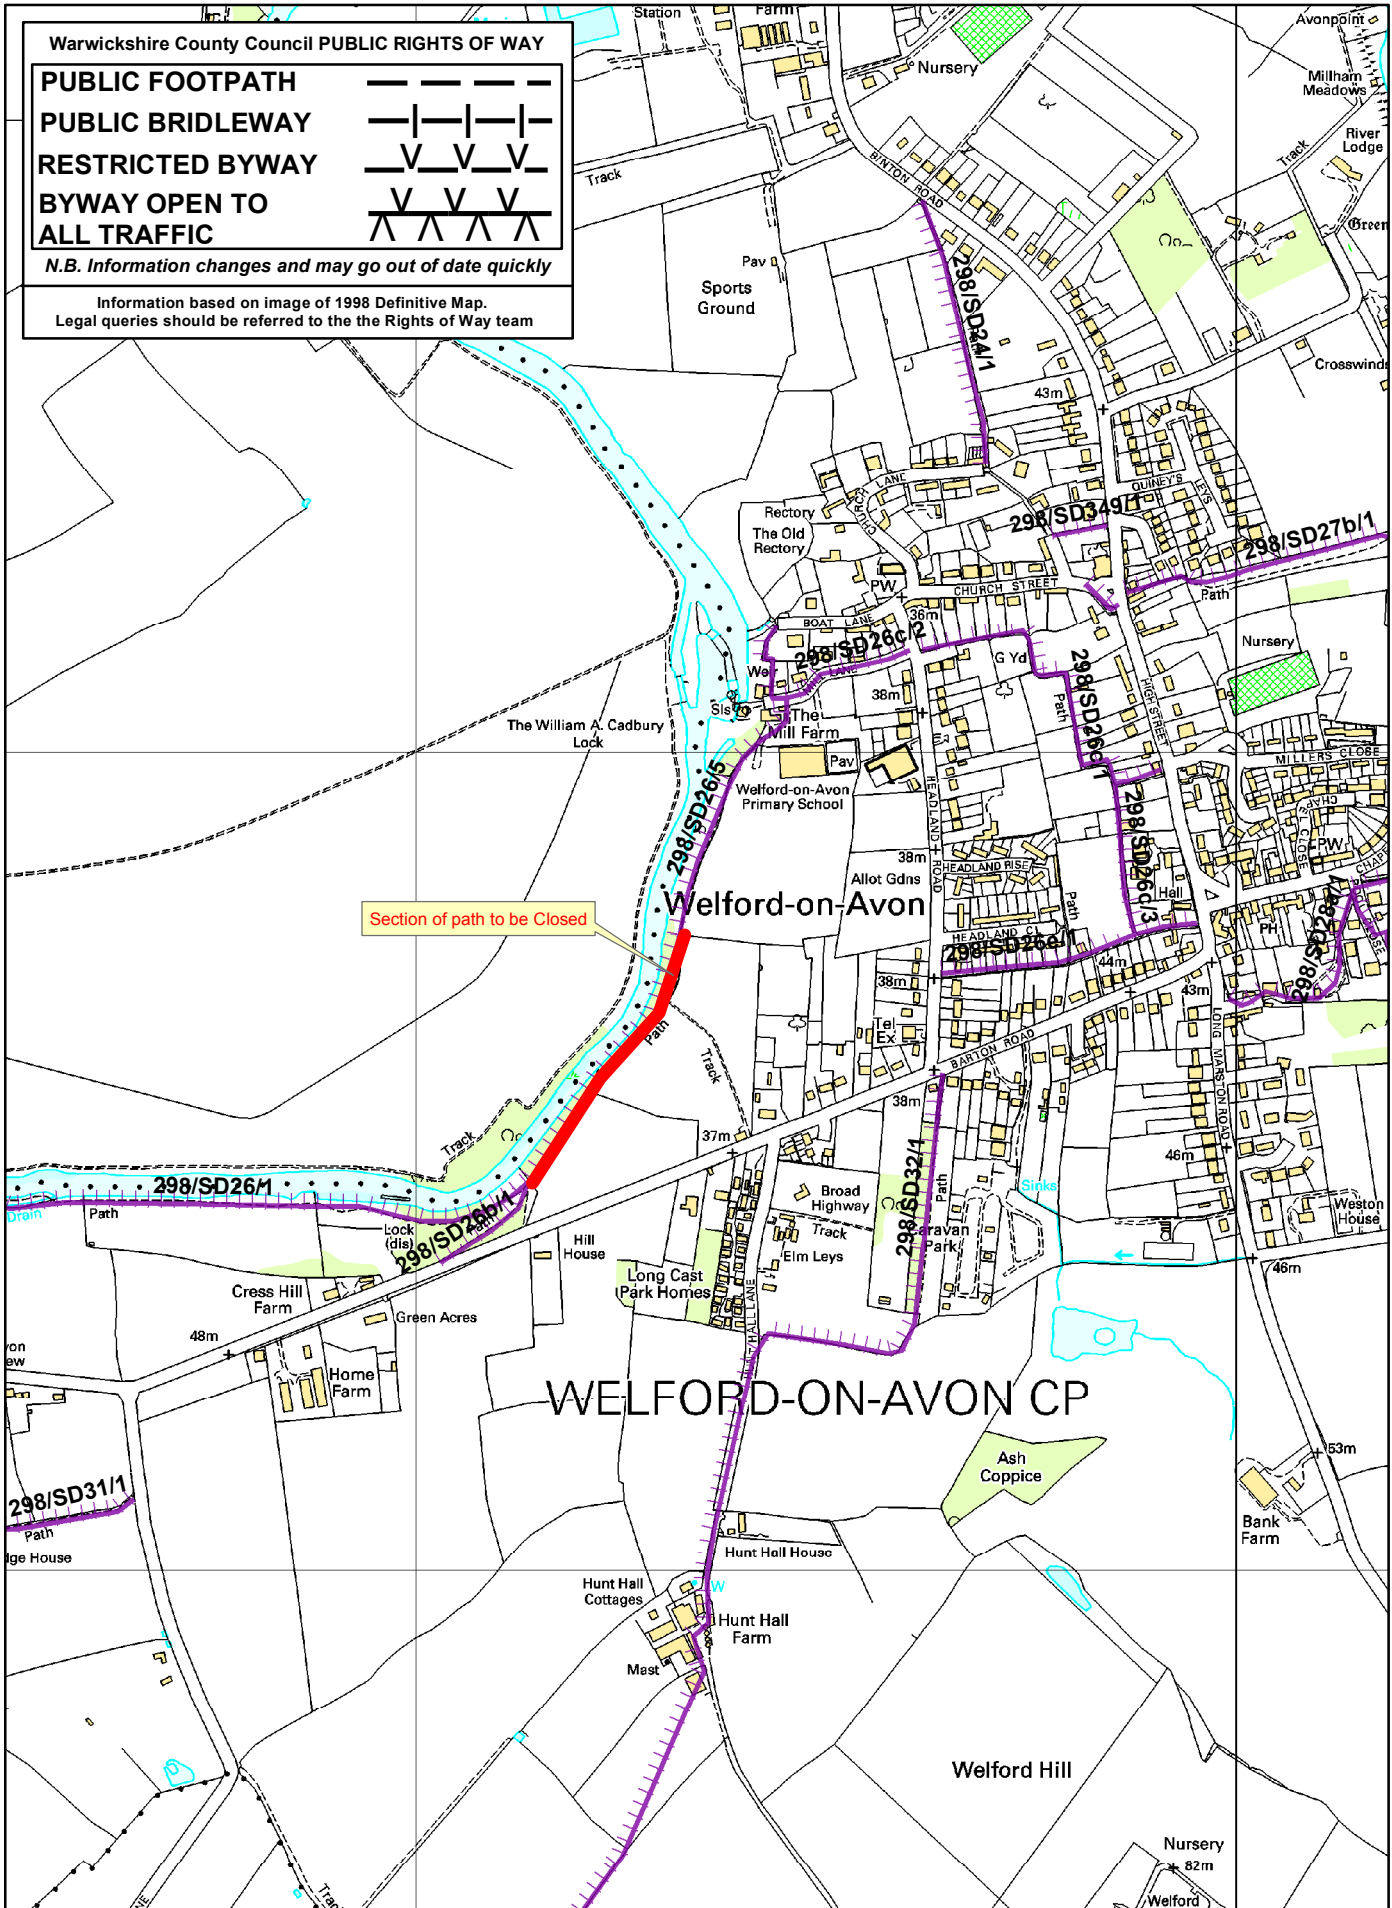 Warwickshire County Council PUBLIC RIGHTS OF WAY
PUBLIC FOOTPATH
PUBLIC BRIDLEWAY
RESTRICTED BYWAY
BYWAY OPEN TO
ALL TRAFFIC
N.B. Information changes and may go out of date quickly
Information based on image of 1998 Definitive Map.
Legal queries should be referred to the the Rights of Way team
Station
Farm
Nursery
Avonpoint
Millham
Meadows
River
Lodge
Track
Track
BINTON ROAD
Green
Pav
Sports
Ground
298/SD24/1
Crosswinds
43m
CHURCH LANE
QUINEY'S
LEYS
Rectory
The Old
Rectory
298/SD349/1
298/SD27b/1
PW
CHURCH STREET
Path
BOAT LANE
36m
298/SD26c/2
LANE
G Yd
Nursery
Weir
298/SD26c/1
Path
HIGH STREET
38m
Sls
The
Mill Farm
The William A. Cadbury
Lock
Pav
MILLERS CLOSE
298/SD26/5
Welford-on-Avon
Primary School
HEADLAND
ROAD
CHAPEL CLOSE
298/SD26c/3
PW
38m
HEADLAND RISE
Allot Gdns
Path
Hall
Welford-on-Avon
Section of path to be Closed
HEADLAND CL
298/SD26e/1
PH
298/SD28a/1
44m
38m
43m
Tel
Ex
Path
Track
BARTON ROAD
LONG MARSTON ROAD
38m
Track
37m
46m
298/SD26/1
Drain
Path
298/SD32/1
Path
Sinks
Broad
Highway
Weston
House
Lock
(dis)
298/SD26b/1
Path
Track
Caravan
Park
Hill
House
Elm Leys
46m
Long Cast
Park Homes
Cress Hill
Farm
Green Acres
HUNT HALL LANE
48m
Home
Farm
WELFORD-ON-AVON CP
Ash
Coppice
53m
298/SD31/1
Path
Bank
Farm
Hunt Hall House
Hunt Hall
Cottages
W
Hunt Hall
Farm
Mast
Welford Hill
Nursery
82m
Welford